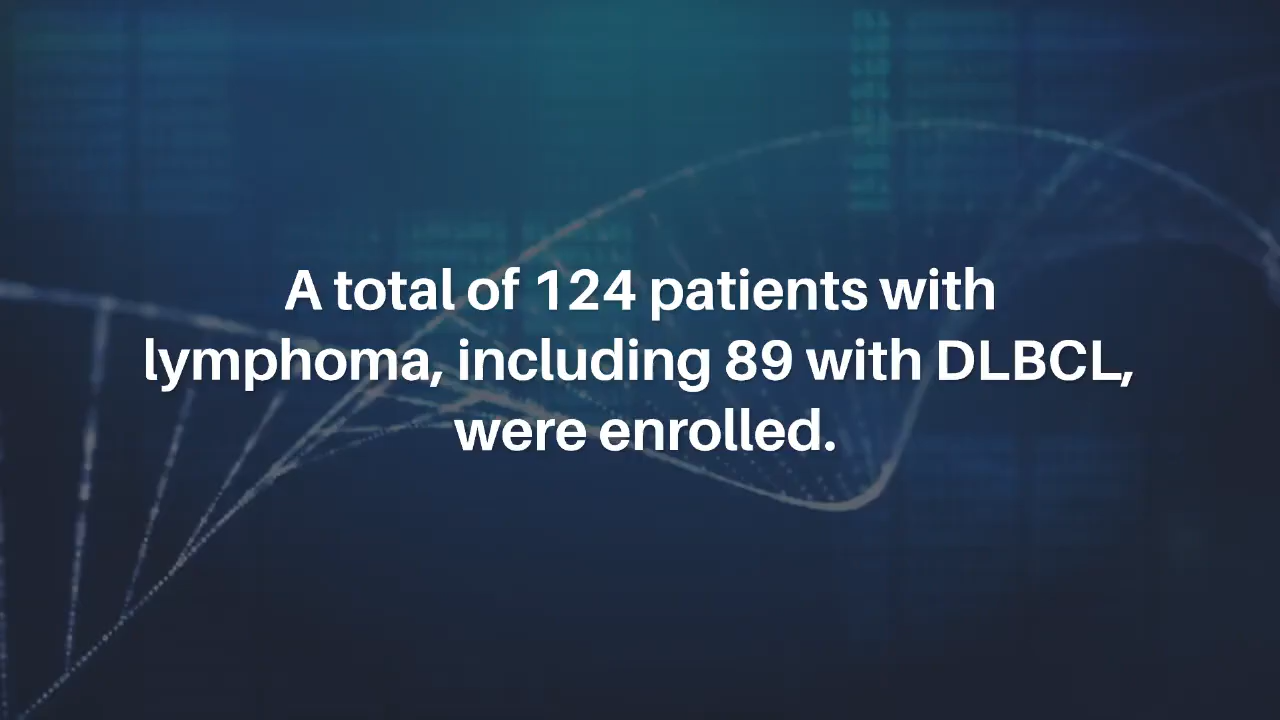 A total of 124 patients with
lymphoma, including 89 with DLBCL,
were enrolled.